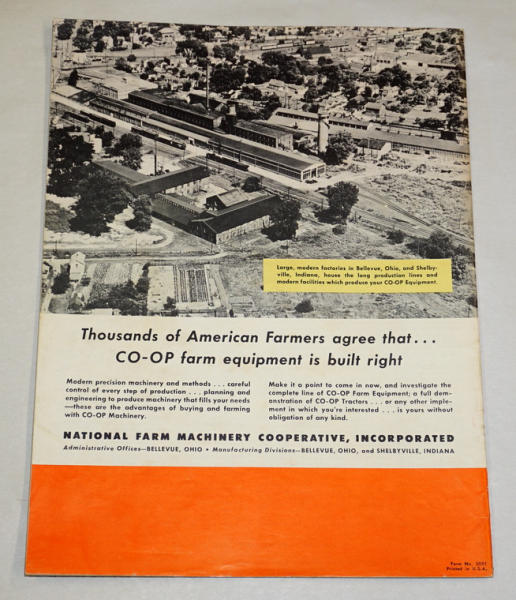 Large, modern factories in Bellevue, Ohio, and Shelby-
ville, Indiana, house the long production lines and
modern facilities which produce your CO-OP Equipment.
Thousands of American Farmers agree that...
CO-OP farm equipment is built right
Modern precision machinery and methods . . . careful
control of every step of production . . . planning and
engineering to produce machinery that fills your needs
—these are the advantages of buying and farming
with CO-OP Machinery.
Make it a point to come in now, and investigate the
complete line of CO-OP Farm Equipment; a full dem-
onstration of CO-OP Tractors . . . or any other imple-
ment in which you're interested . . . is yours without
obligation of any kind.
NATIONAL FARM MACHINERY COOPERATIVE, INCORPORATED
Administrative Offices—BELLEVUE, OHIO • Manufacturing Divisions—BELLEVUE, OHIO, and SHELBYVILLE, INDIANA
Form No.
Printed in U.S.A.